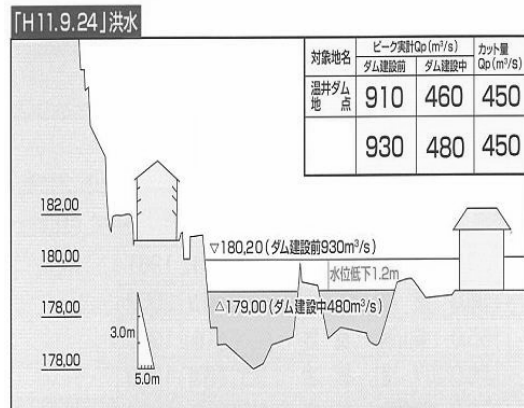 「H11.9.24」洪水
対象地名 ピーク実計Qp(m³/s) カット量 Qp(m³/s)
ダム建設前 ダム建設中
温井ダム地点 910 460 450
930 480 450
182,00
180,00
178,00
178,00
▽180,20(ダム建設前930m³/s)
水位低下1.2m
△179,00(ダム建設中480m³/s)
3.0m
5.0m